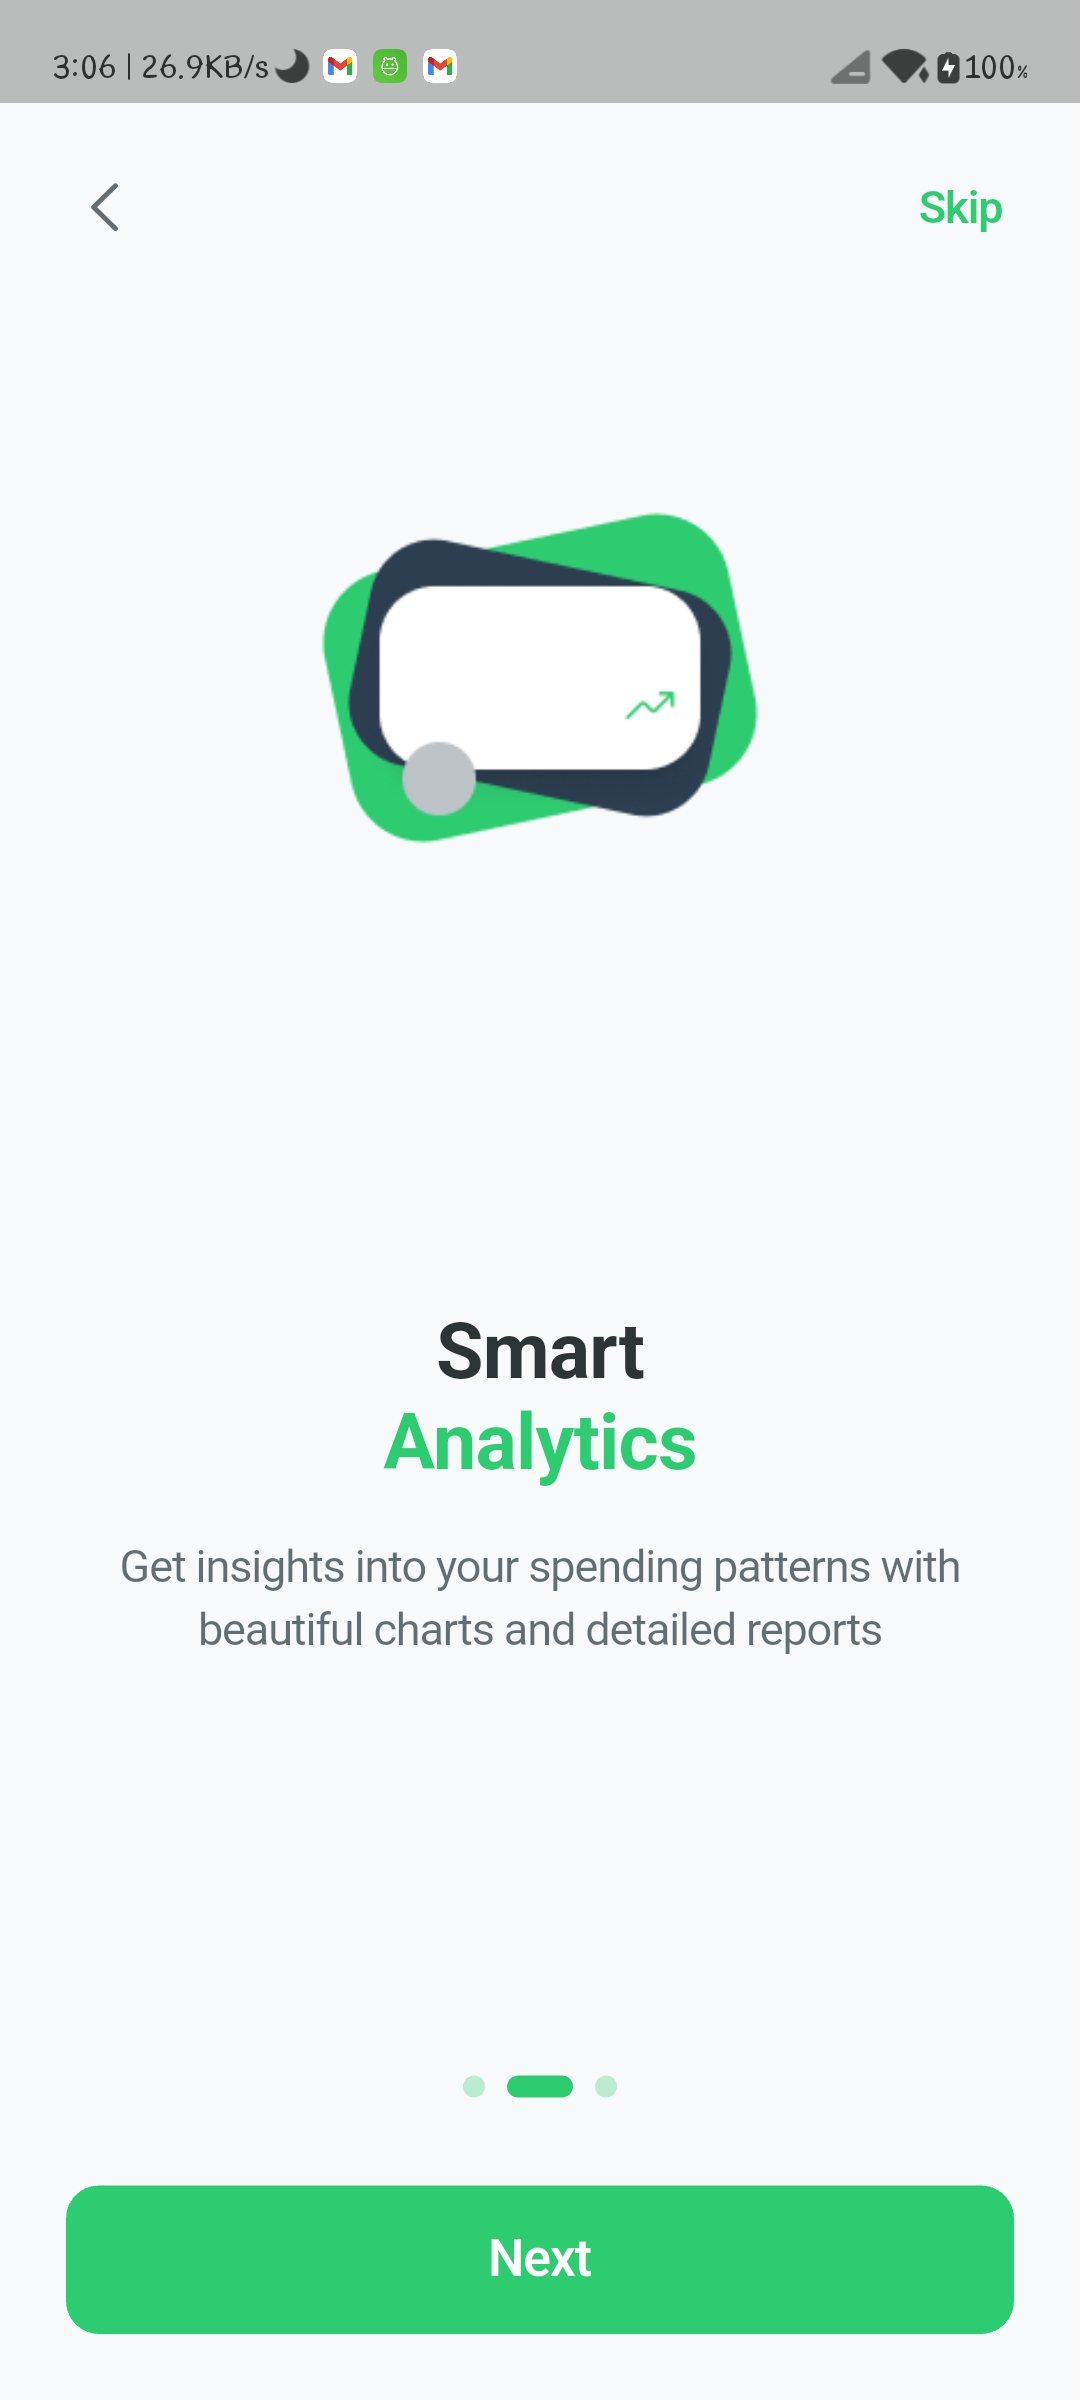 3:06 | 26.9KB/s 100%
Skip
Smart
Analytics
Get insights into your spending patterns with
beautiful charts and detailed reports
Next